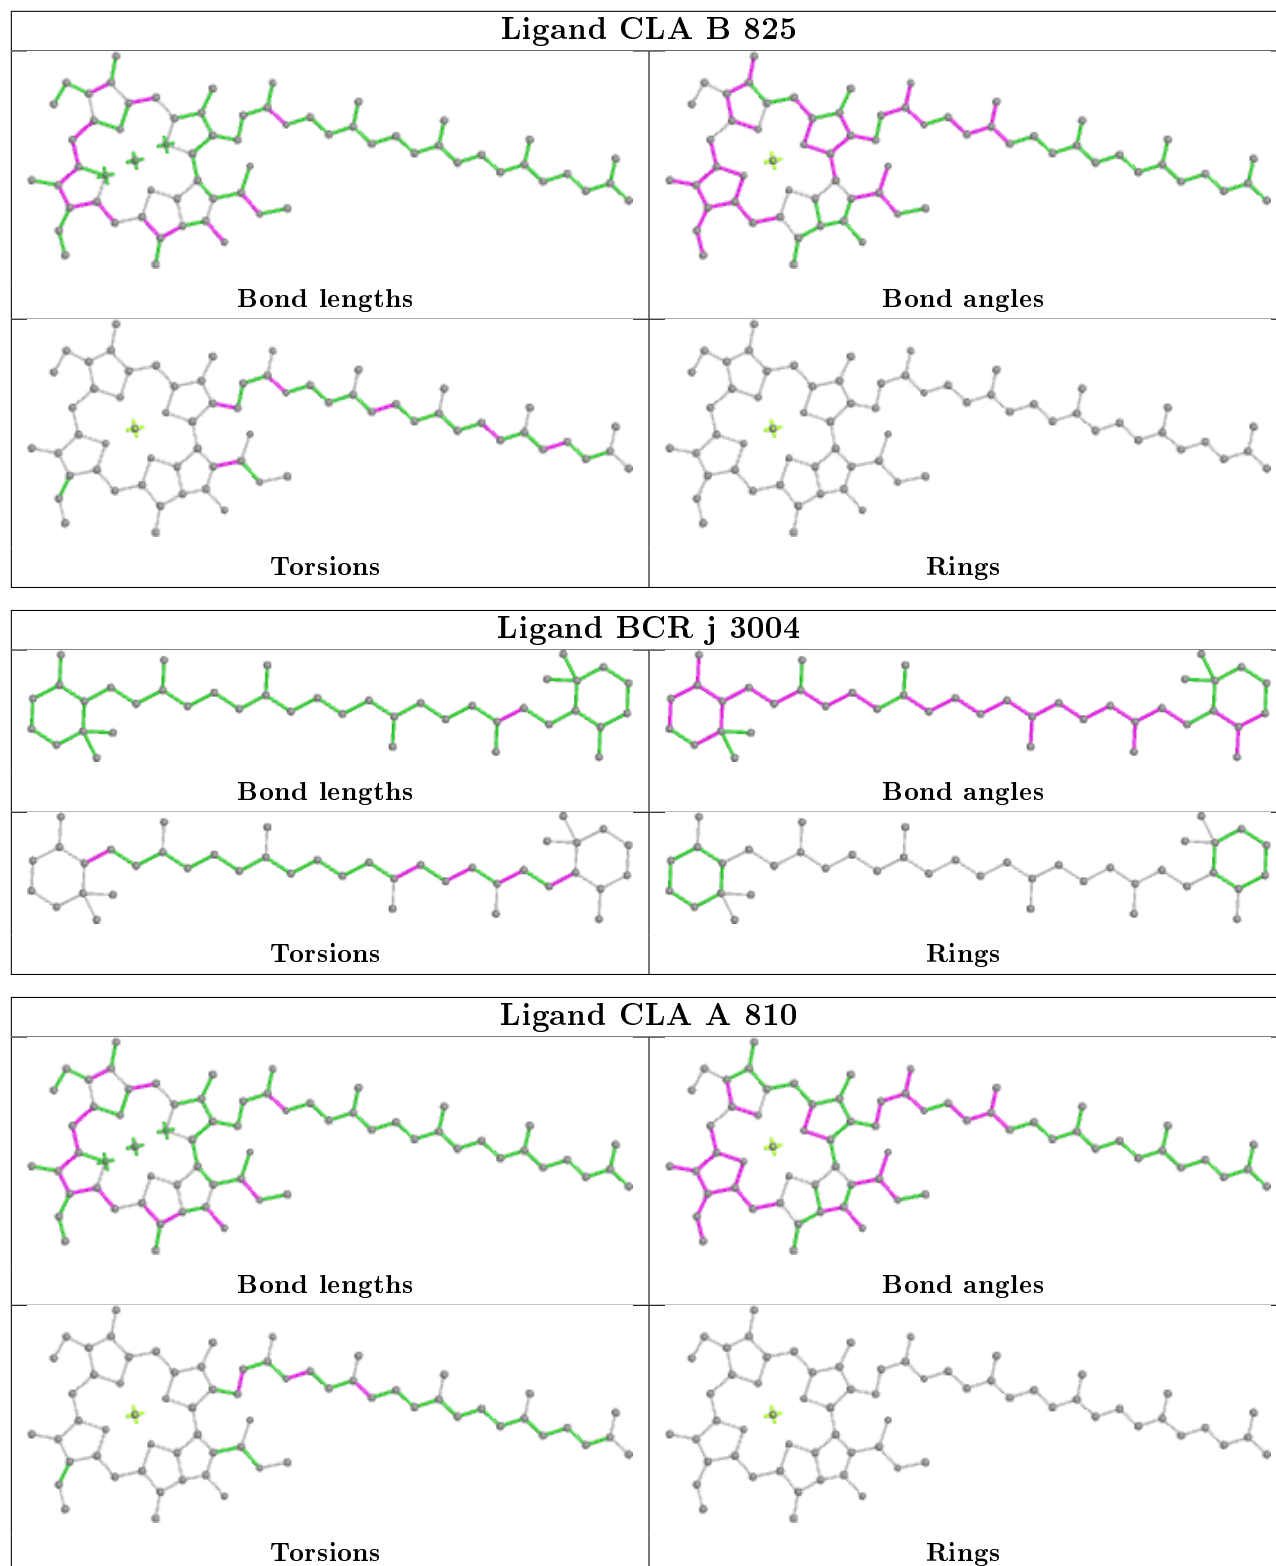 Ligand CLA B 825
Bond lengths
Bond angles
Torsions
Rings
Ligand BCR j 3004
Bond lengths
Bond angles
Torsions
Rings
Ligand CLA A 810
Bond lengths
Bond angles
Torsions
Rings